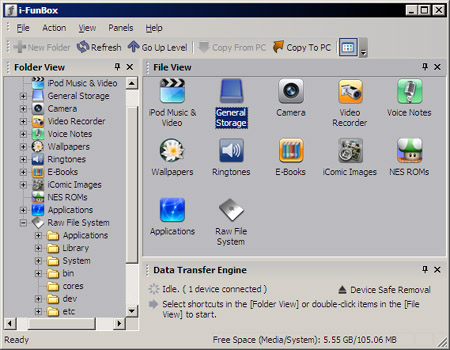 i-FunBox
File Action View Panels Help
New Folder Refresh Go Up Level Copy From PC Copy To PC
Folder View
iPod Music & Video
General Storage
Camera
Video Recorder
Voice Notes
Wallpapers
Ringtones
E-Books
iComic Images
NES ROMs
Applications
Raw File System
Applications
Library
System
bin
cores
dev
etc
File View
iPod Music & Video
General Storage
Camera
Video Recorder
Voice Notes
Wallpapers
Ringtones
E-Books
iComic Images
NES ROMs
Applications
Raw File System
Data Transfer Engine
Idle. ( 1 device connected )
Device Safe Removal
Select shortcuts in the [Folder View] or double-click items in the [File
View] to start.
Ready
Free Space (Media/System): 5.55 GB/105.06 MB